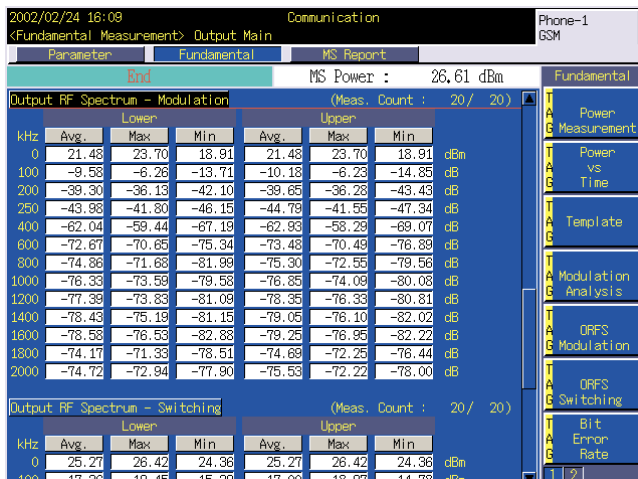 2002/02/24 16:09 Communication Phone-1
<Fundamental Measurement> Output Main GSM
Parameter Fundamental MS Report
End MS Power : 26.61 dBm Fundamental
Output RF Spectrum - Modulation (Meas. Count : 20/ 20)
Lower Upper
kHz Avg. Max Min Avg. Max Min
0 21.48 23.70 18.91 21.48 23.70 18.91 dBm
100 -9.58 -6.26 -13.71 -10.18 -6.23 -14.85 dB
200 -39.30 -36.13 -42.10 -39.65 -36.28 -43.43 dB
250 -43.98 -41.80 -46.15 -44.79 -41.55 -47.34 dB
400 -62.04 -59.44 -67.19 -62.93 -58.29 -69.07 dB
600 -72.67 -70.65 -75.34 -73.48 -70.49 -76.89 dB
800 -74.86 -71.68 -81.99 -75.30 -72.55 -79.56 dB
1000 -76.33 -73.59 -79.58 -76.85 -74.09 -80.08 dB
1200 -77.39 -73.83 -81.09 -78.35 -76.33 -80.81 dB
1400 -78.43 -75.19 -81.15 -79.05 -76.10 -82.02 dB
1600 -78.58 -76.53 -82.88 -79.25 -76.95 -82.22 dB
1800 -74.17 -71.33 -78.51 -74.69 -72.25 -76.44 dB
2000 -74.72 -72.94 -77.90 -75.53 -72.22 -78.00 dB
Output RF Spectrum - Switching (Meas. Count : 20/ 20)
Lower Upper
kHz Avg. Max Min Avg. Max Min
0 25.27 26.42 24.36 25.27 26.42 24.36 dBm
TAG Power Measurement
TAG Power vs Time
TAG Template
TAG Modulation Analysis
TAG ORFS Modulation
TAG ORFS Switching
TAG Bit Error Rate
1 2